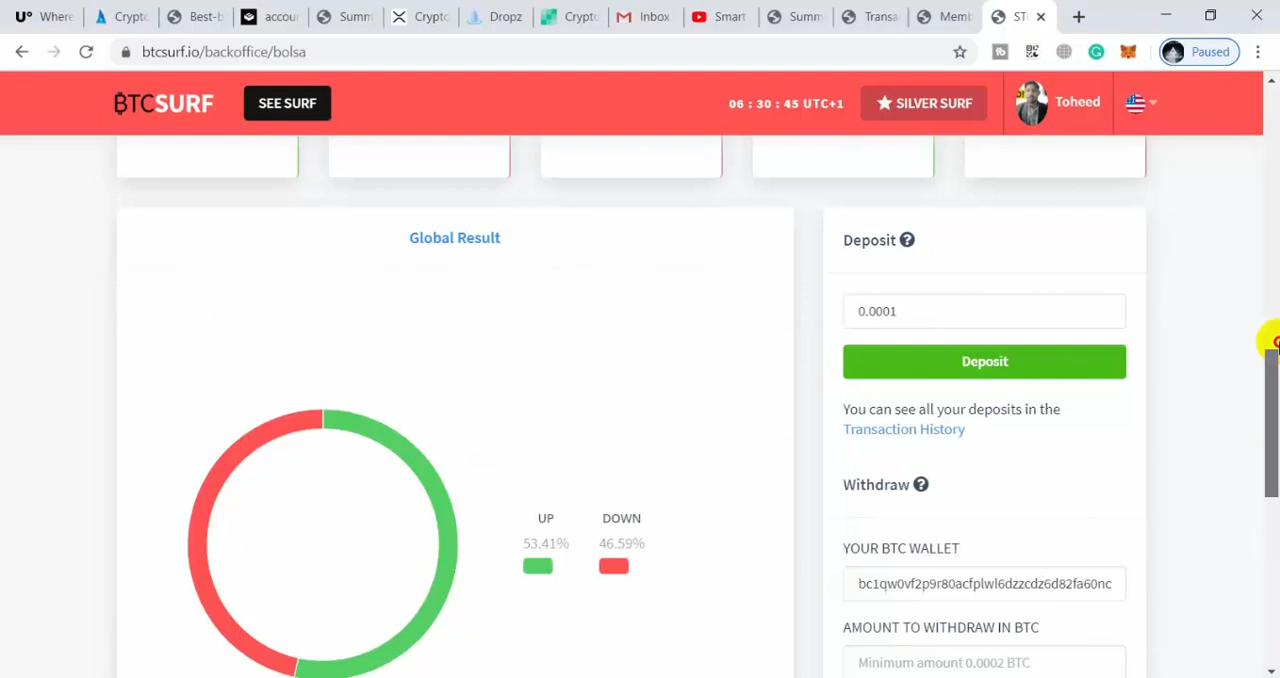 Where
Crypto
Best-b
accou
Summ
Crypto
Dropz
Crypto
Inbox
Smart
Summ
Transa
Memb
ST
btcsurf.io/backoffice/bolsa
Paused
₿TCSURF
SEE SURF
06 : 30 : 45 UTC+1
SILVER SURF
Toheed
Global Result
UP
DOWN
53.41%
46.59%
Deposit
0.0001
Deposit
You can see all your deposits in the
Transaction History
Withdraw
YOUR BTC WALLET
bc1qw0vf2p9r80acfplwl6dzzcdz6d82fa60nc
AMOUNT TO WITHDRAW IN BTC
Minimum amount 0.0002 BTC